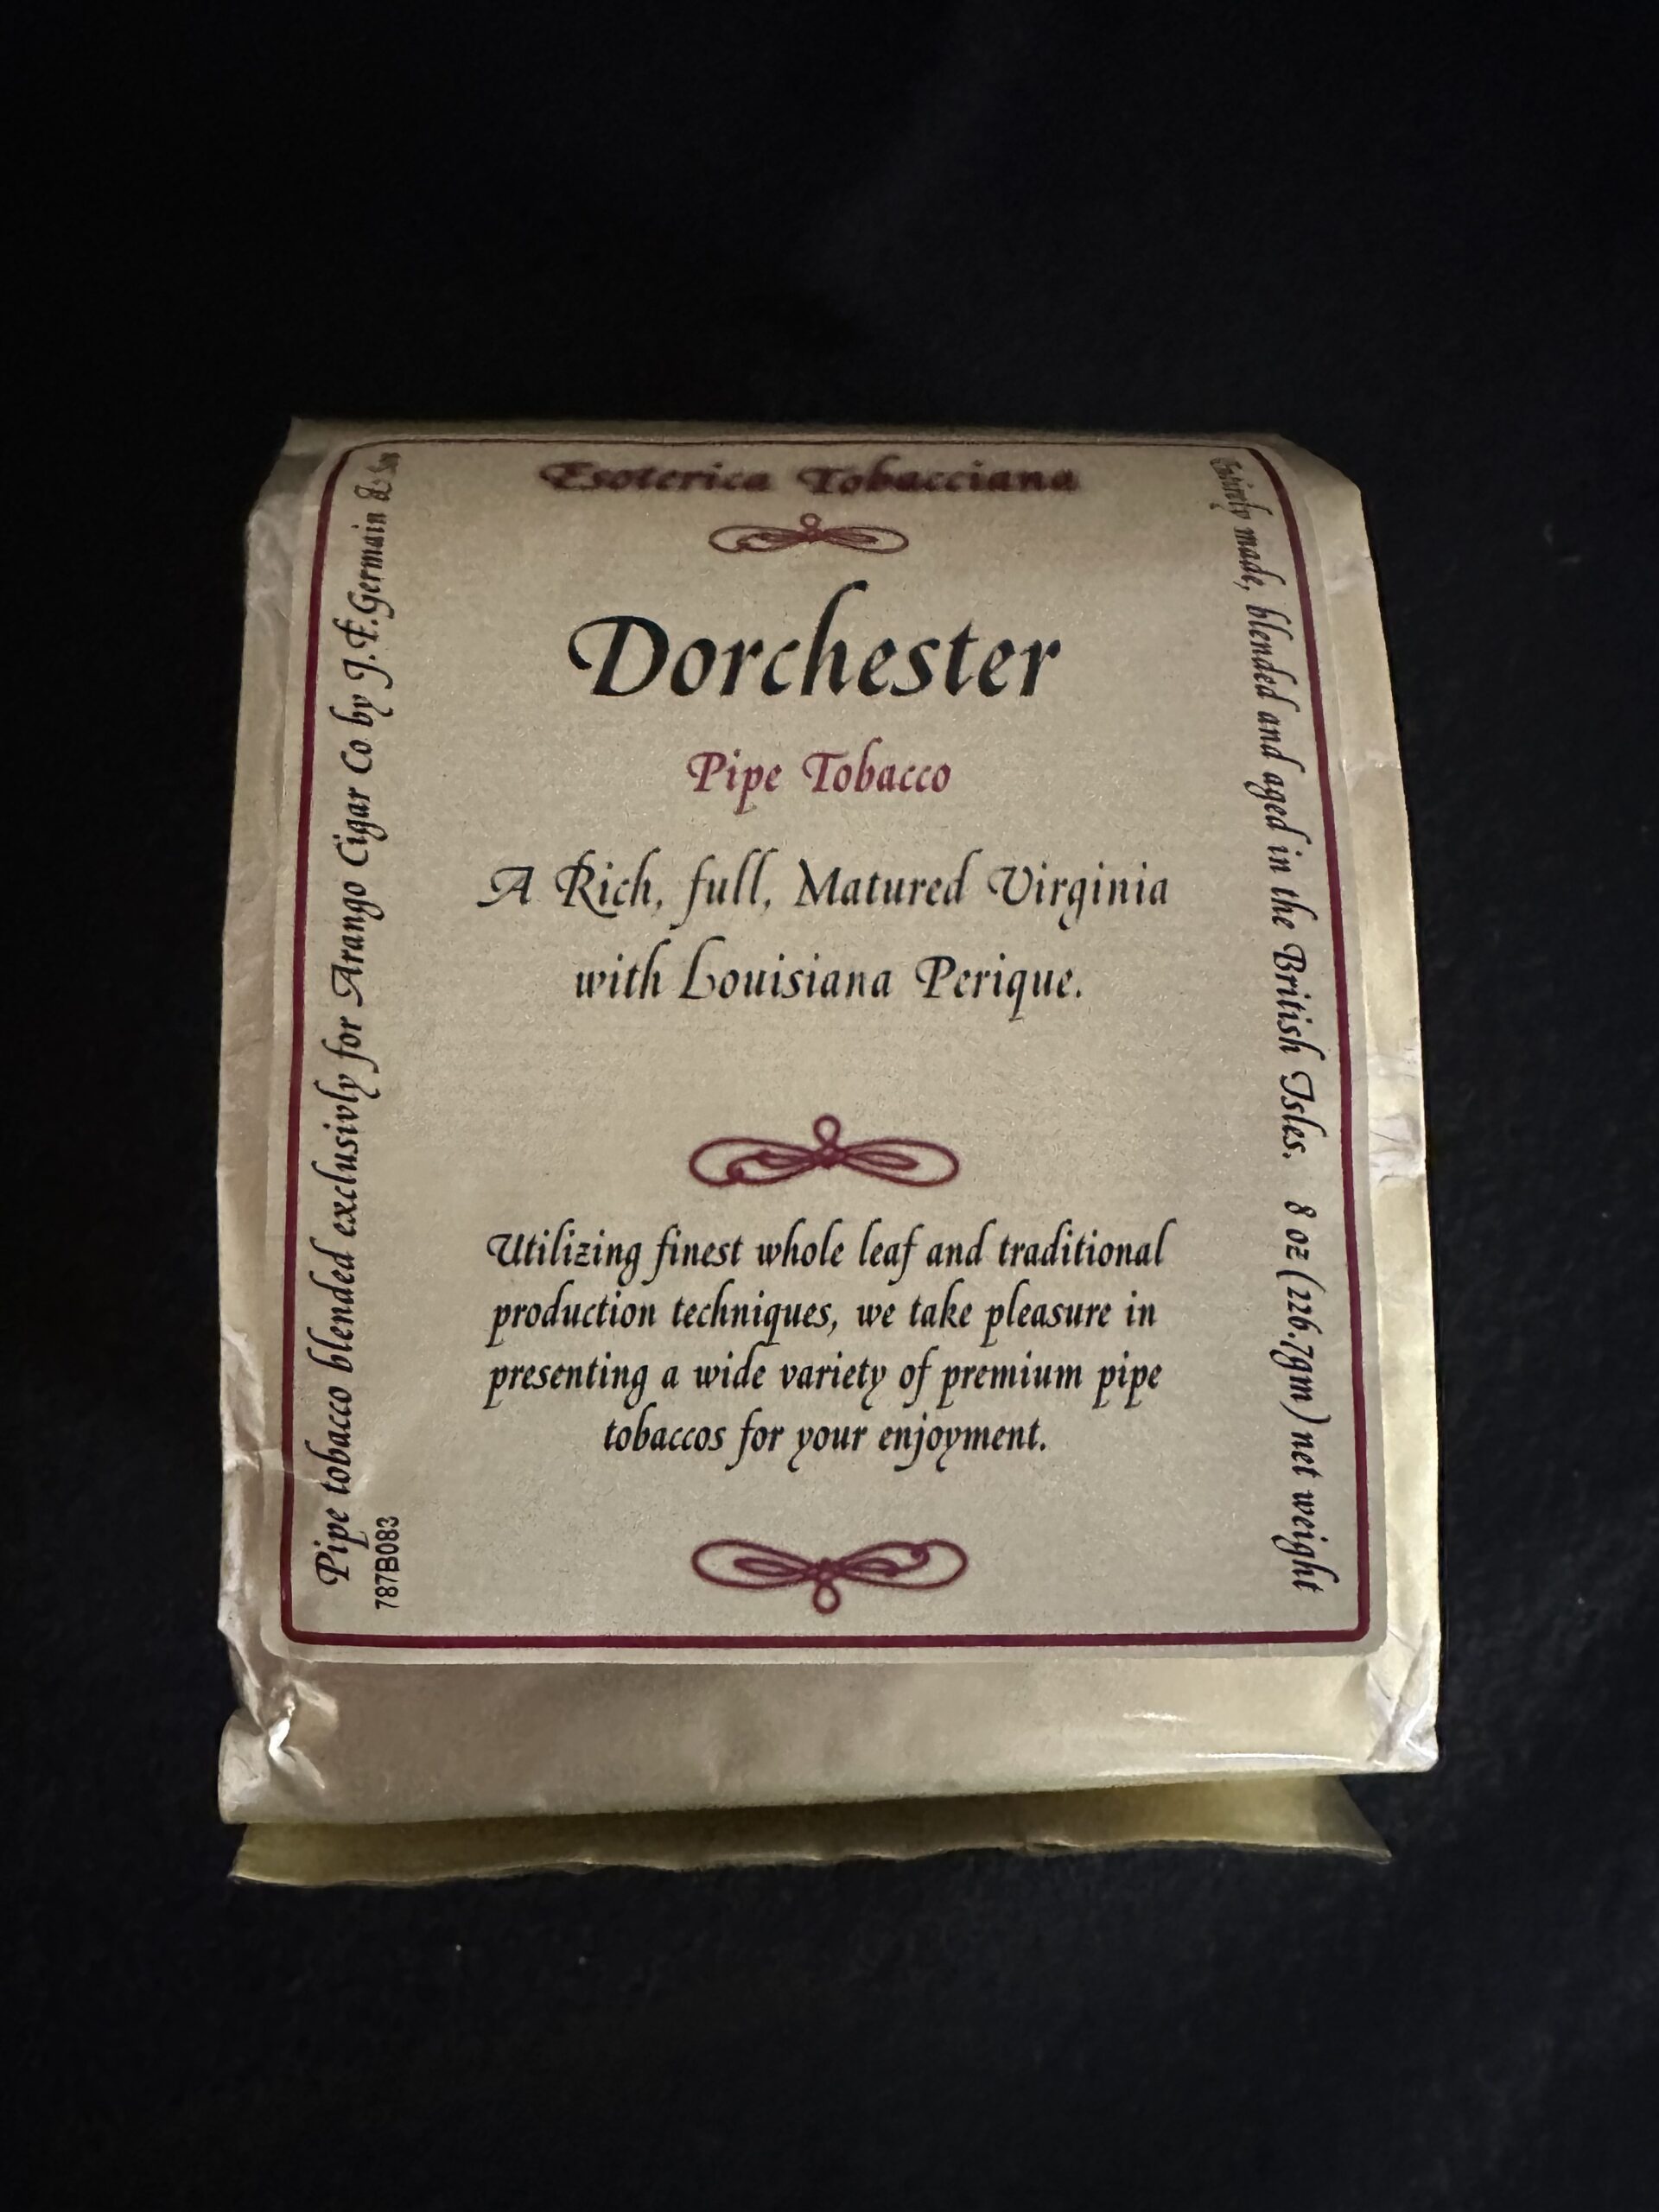 Esoterica Tobacciana
Dorchester
Pipe Tobacco
A Rich, full, Matured Virginia
with Louisiana Perique.
Utilizing finest whole leaf and traditional
production techniques, we take pleasure in
presenting a wide variety of premium pipe
tobaccos for your enjoyment.
Pipe tobacco blended exclusivly for Arango Cigar Co by J.F.Germain & Son
787B083
Entirely made, blended and aged in the British Isles. 8 oz (226.7gm) net weight